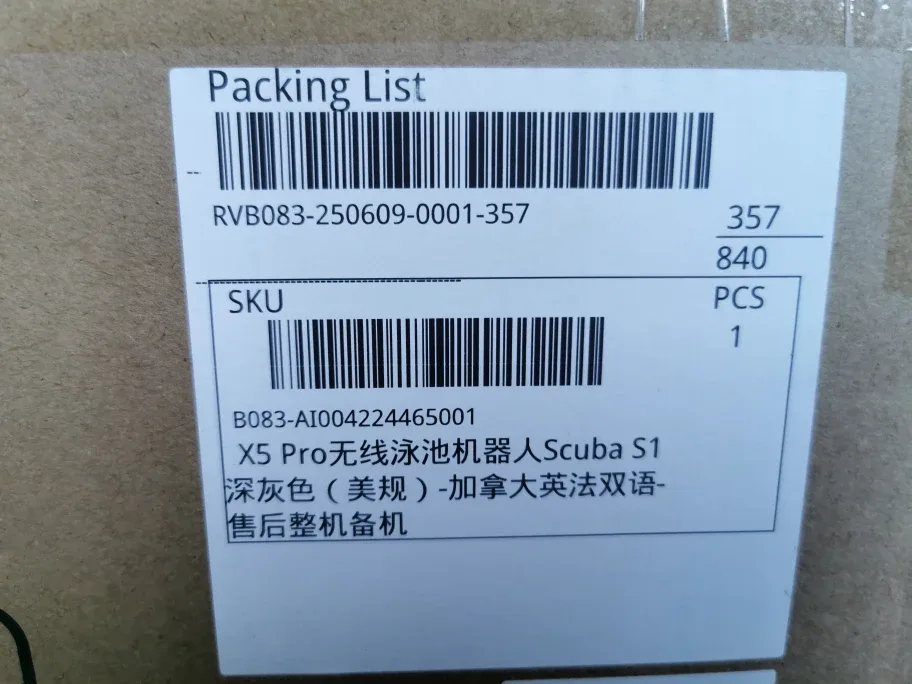 Packing List
RVB083-250609-0001-357
357
840
SKU
PCS
1
B083-AI004224465001
X5 Pro无线泳池机器人Scuba S1
深灰色（美规）-加拿大英法双语-
售后整机备机